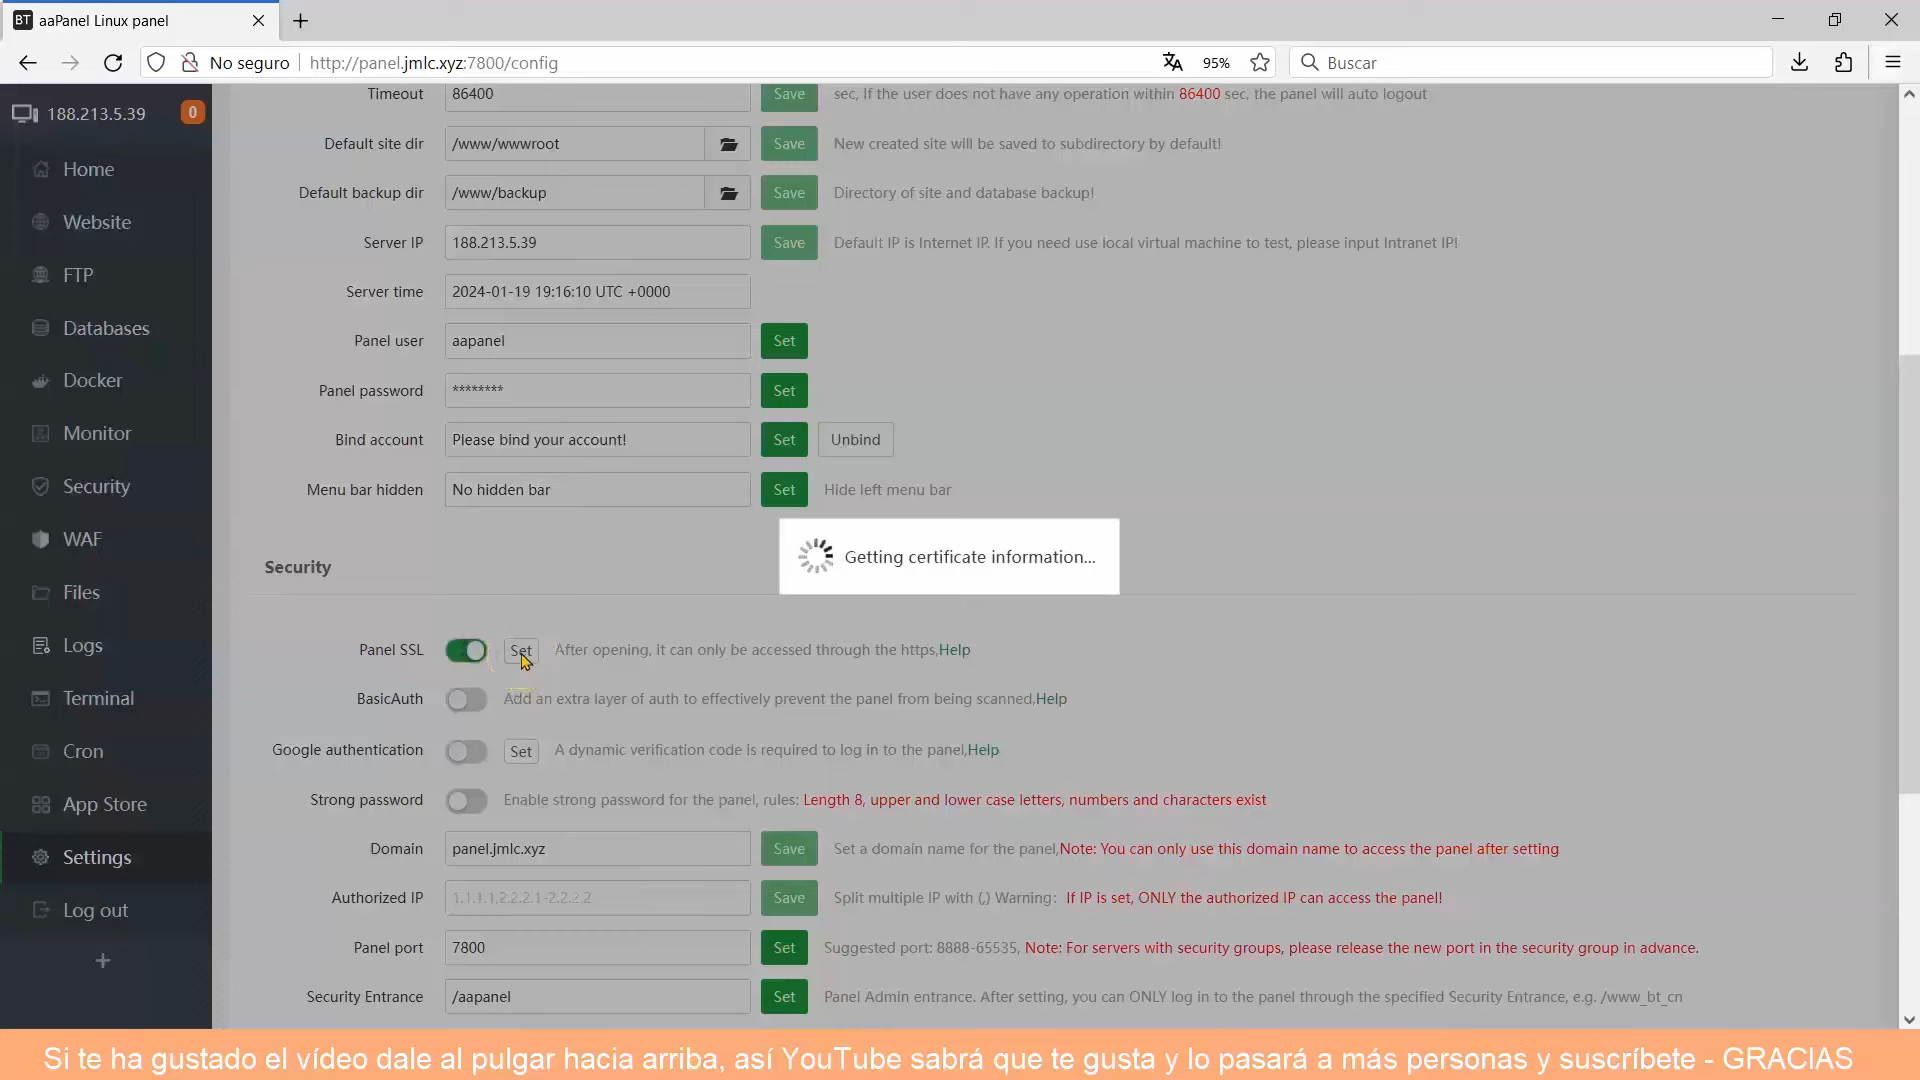 BT aaPanel Linux panel
No seguro http://panel.jmlc.xyz:7800/config 95% Buscar
188.213.5.39 0
Home
Website
FTP
Databases
Docker
Monitor
Security
WAF
Files
Logs
Terminal
Cron
App Store
Settings
Log out
Timeout 86400 Save sec, If the user does not have any operation within 86400 sec, the panel will auto logout
Default site dir /www/wwwroot Save New created site will be saved to subdirectory by default!
Default backup dir /www/backup Save Directory of site and database backup!
Server IP 188.213.5.39 Save Default IP is Internet IP. If you need use local virtual machine to test, please input Intranet IP!
Server time 2024-01-19 19:16:10 UTC +0000
Panel user aapanel Set
Panel password ******** Set
Bind account Please bind your account! Set Unbind
Menu bar hidden No hidden bar Set Hide left menu bar
Getting certificate information...
Security
Panel SSL Set After opening, it can only be accessed through the https,Help
BasicAuth Add an extra layer of auth to effectively prevent the panel from being scanned,Help
Google authentication Set A dynamic verification code is required to log in to the panel,Help
Strong password Enable strong password for the panel, rules: Length 8, upper and lower case letters, numbers and characters exist
Domain panel.jmlc.xyz Save Set a domain name for the panel,Note: You can only use this domain name to access the panel after setting
Authorized IP 1.1.1.1,2.2.2.1-2.2.2.2 Save Split multiple IP with (,) Warning: If IP is set, ONLY the authorized IP can access the panel!
Panel port 7800 Set Suggested port: 8888-65535, Note: For servers with security groups, please release the new port in the security group in advance.
Security Entrance /aapanel Set Panel Admin entrance. After setting, you can ONLY log in to the panel through the specified Security Entrance, e.g. /www_bt_cn
Si te ha gustado el vídeo dale al pulgar hacia arriba, así YouTube sabrá que te gusta y lo pasará a más personas y suscríbete - GRACIAS